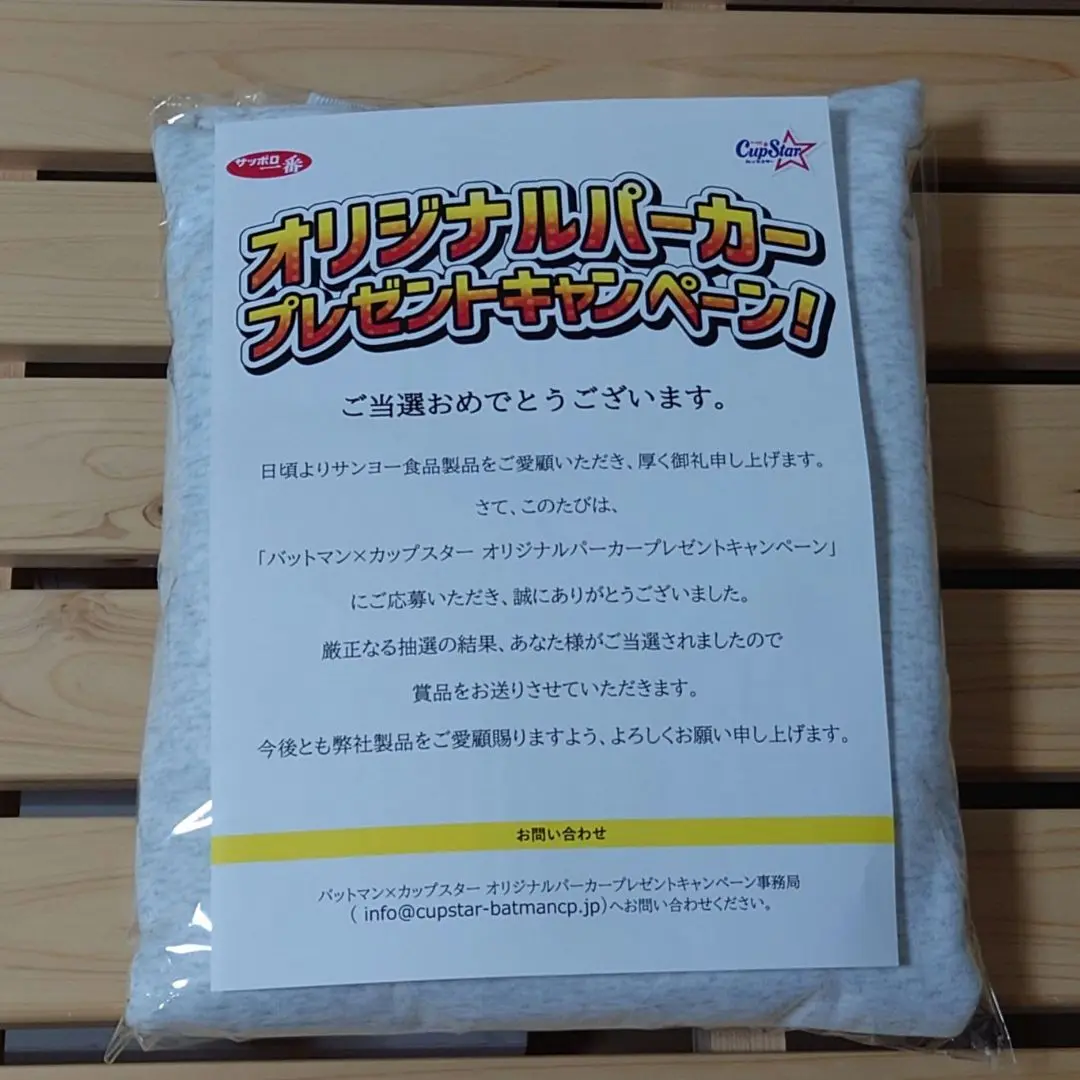 サッポロ一番
CupStar
オリジナルパーカー
プレゼントキャンペーン!
ご当選おめでとうございます。
日頃よりサンヨー食品製品をご愛顧いただき、厚く御礼申し上げます。
さて、このたびは、
「バットマン×カップスター オリジナルパーカープレゼントキャンペーン」
にご応募いただき、誠にありがとうございました。
厳正なる抽選の結果、あなた様がご当選されましたので
賞品をお送りさせていただきます。
今後とも弊社製品をご愛顧賜りますよう、よろしくお願い申し上げます。
お問い合わせ
バットマン×カップスター オリジナルパーカープレゼントキャンペーン事務局
( info@cupstar-batmancp.jp)へお問い合わせください。